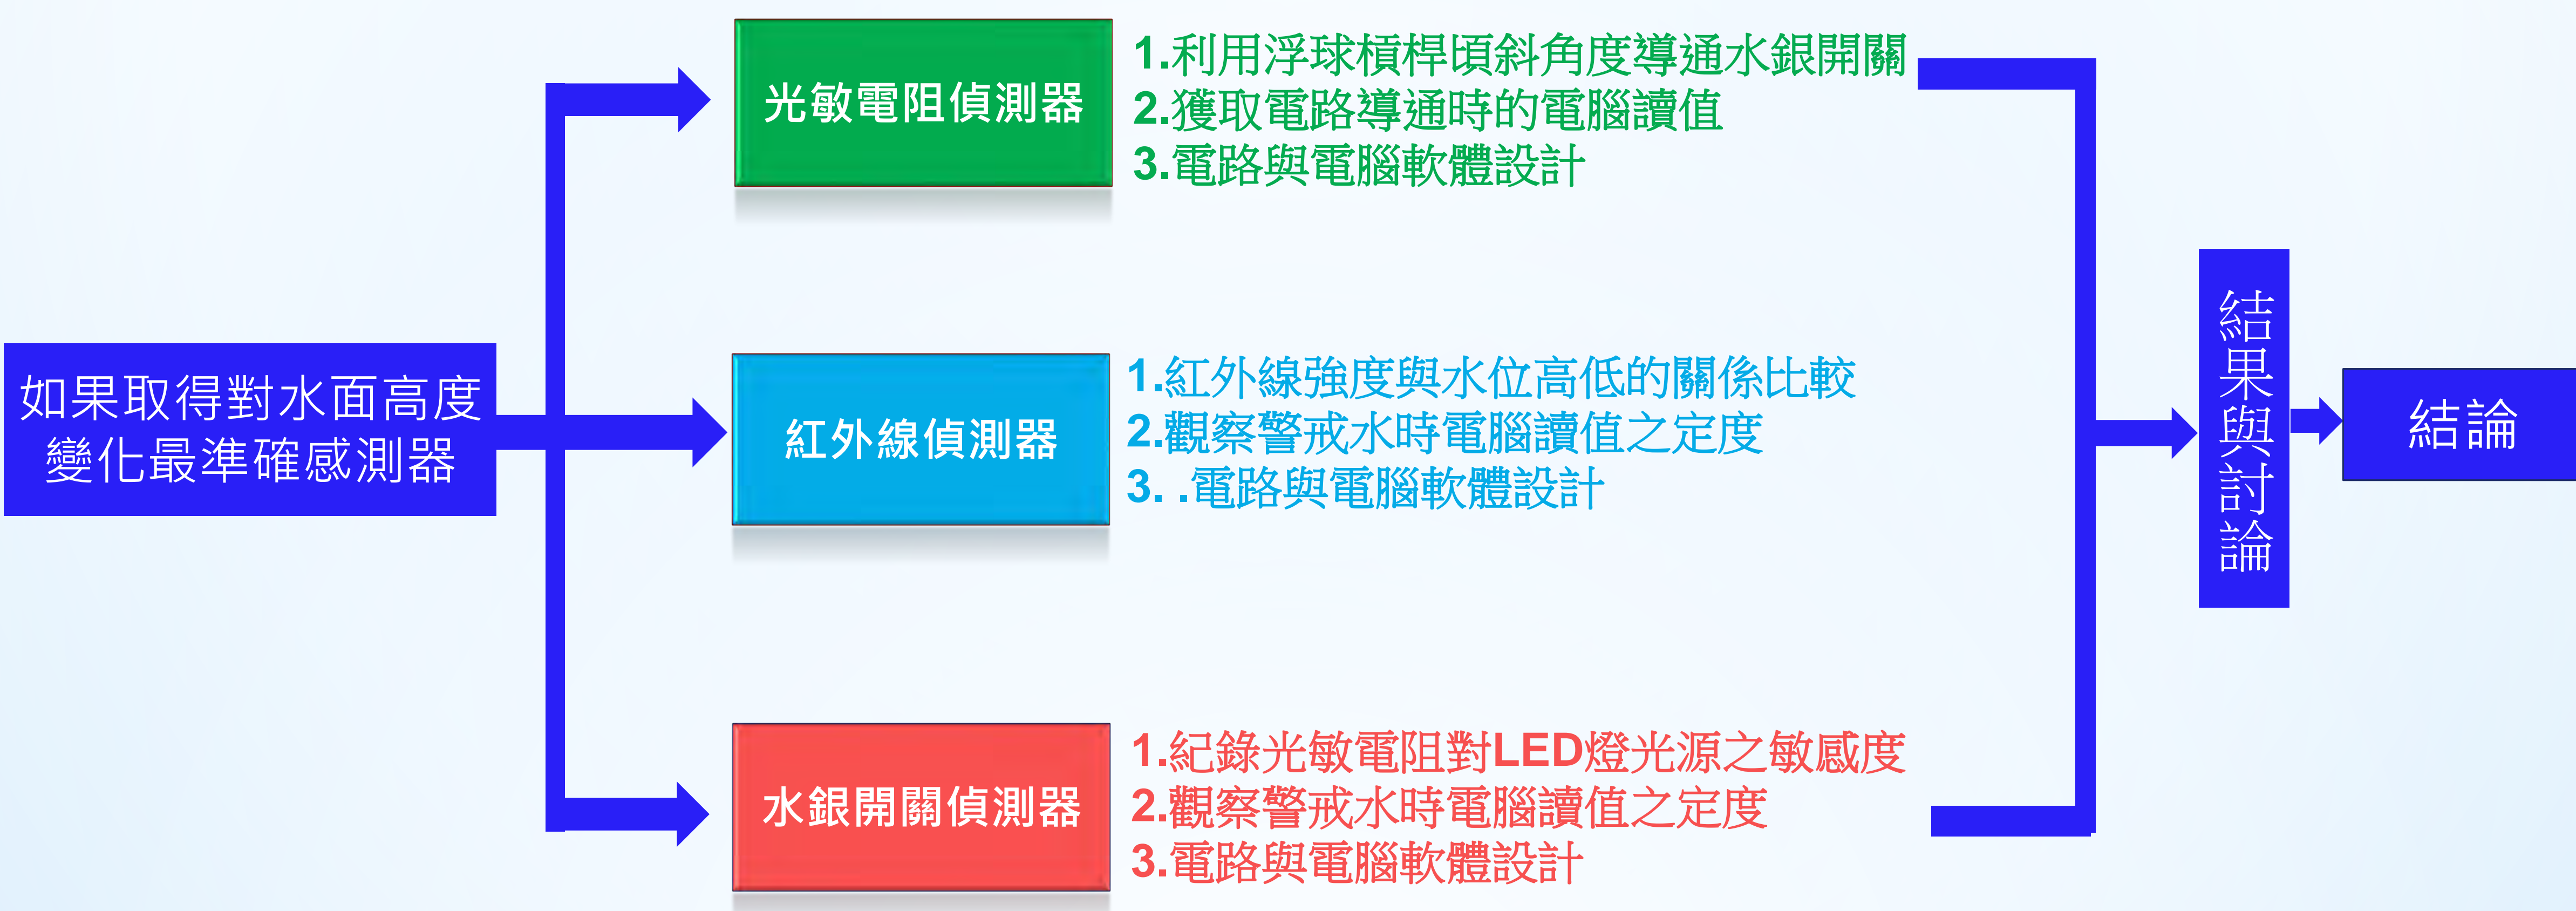 如果取得對水面高度
變化最準確感測器
光敏電阻偵測器
1.利用浮球槓桿頃斜角度導通水銀開關
2.獲取電路導通時的電腦讀值
3.電路與電腦軟體設計
紅外線偵測器
1.紅外線強度與水位高低的關係比較
2.觀察警戒水時電腦讀值之定度
3. .電路與電腦軟體設計
水銀開關偵測器
1.紀錄光敏電阻對LED燈光源之敏感度
2.觀察警戒水時電腦讀值之定度
3.電路與電腦軟體設計
結果與討論
結論